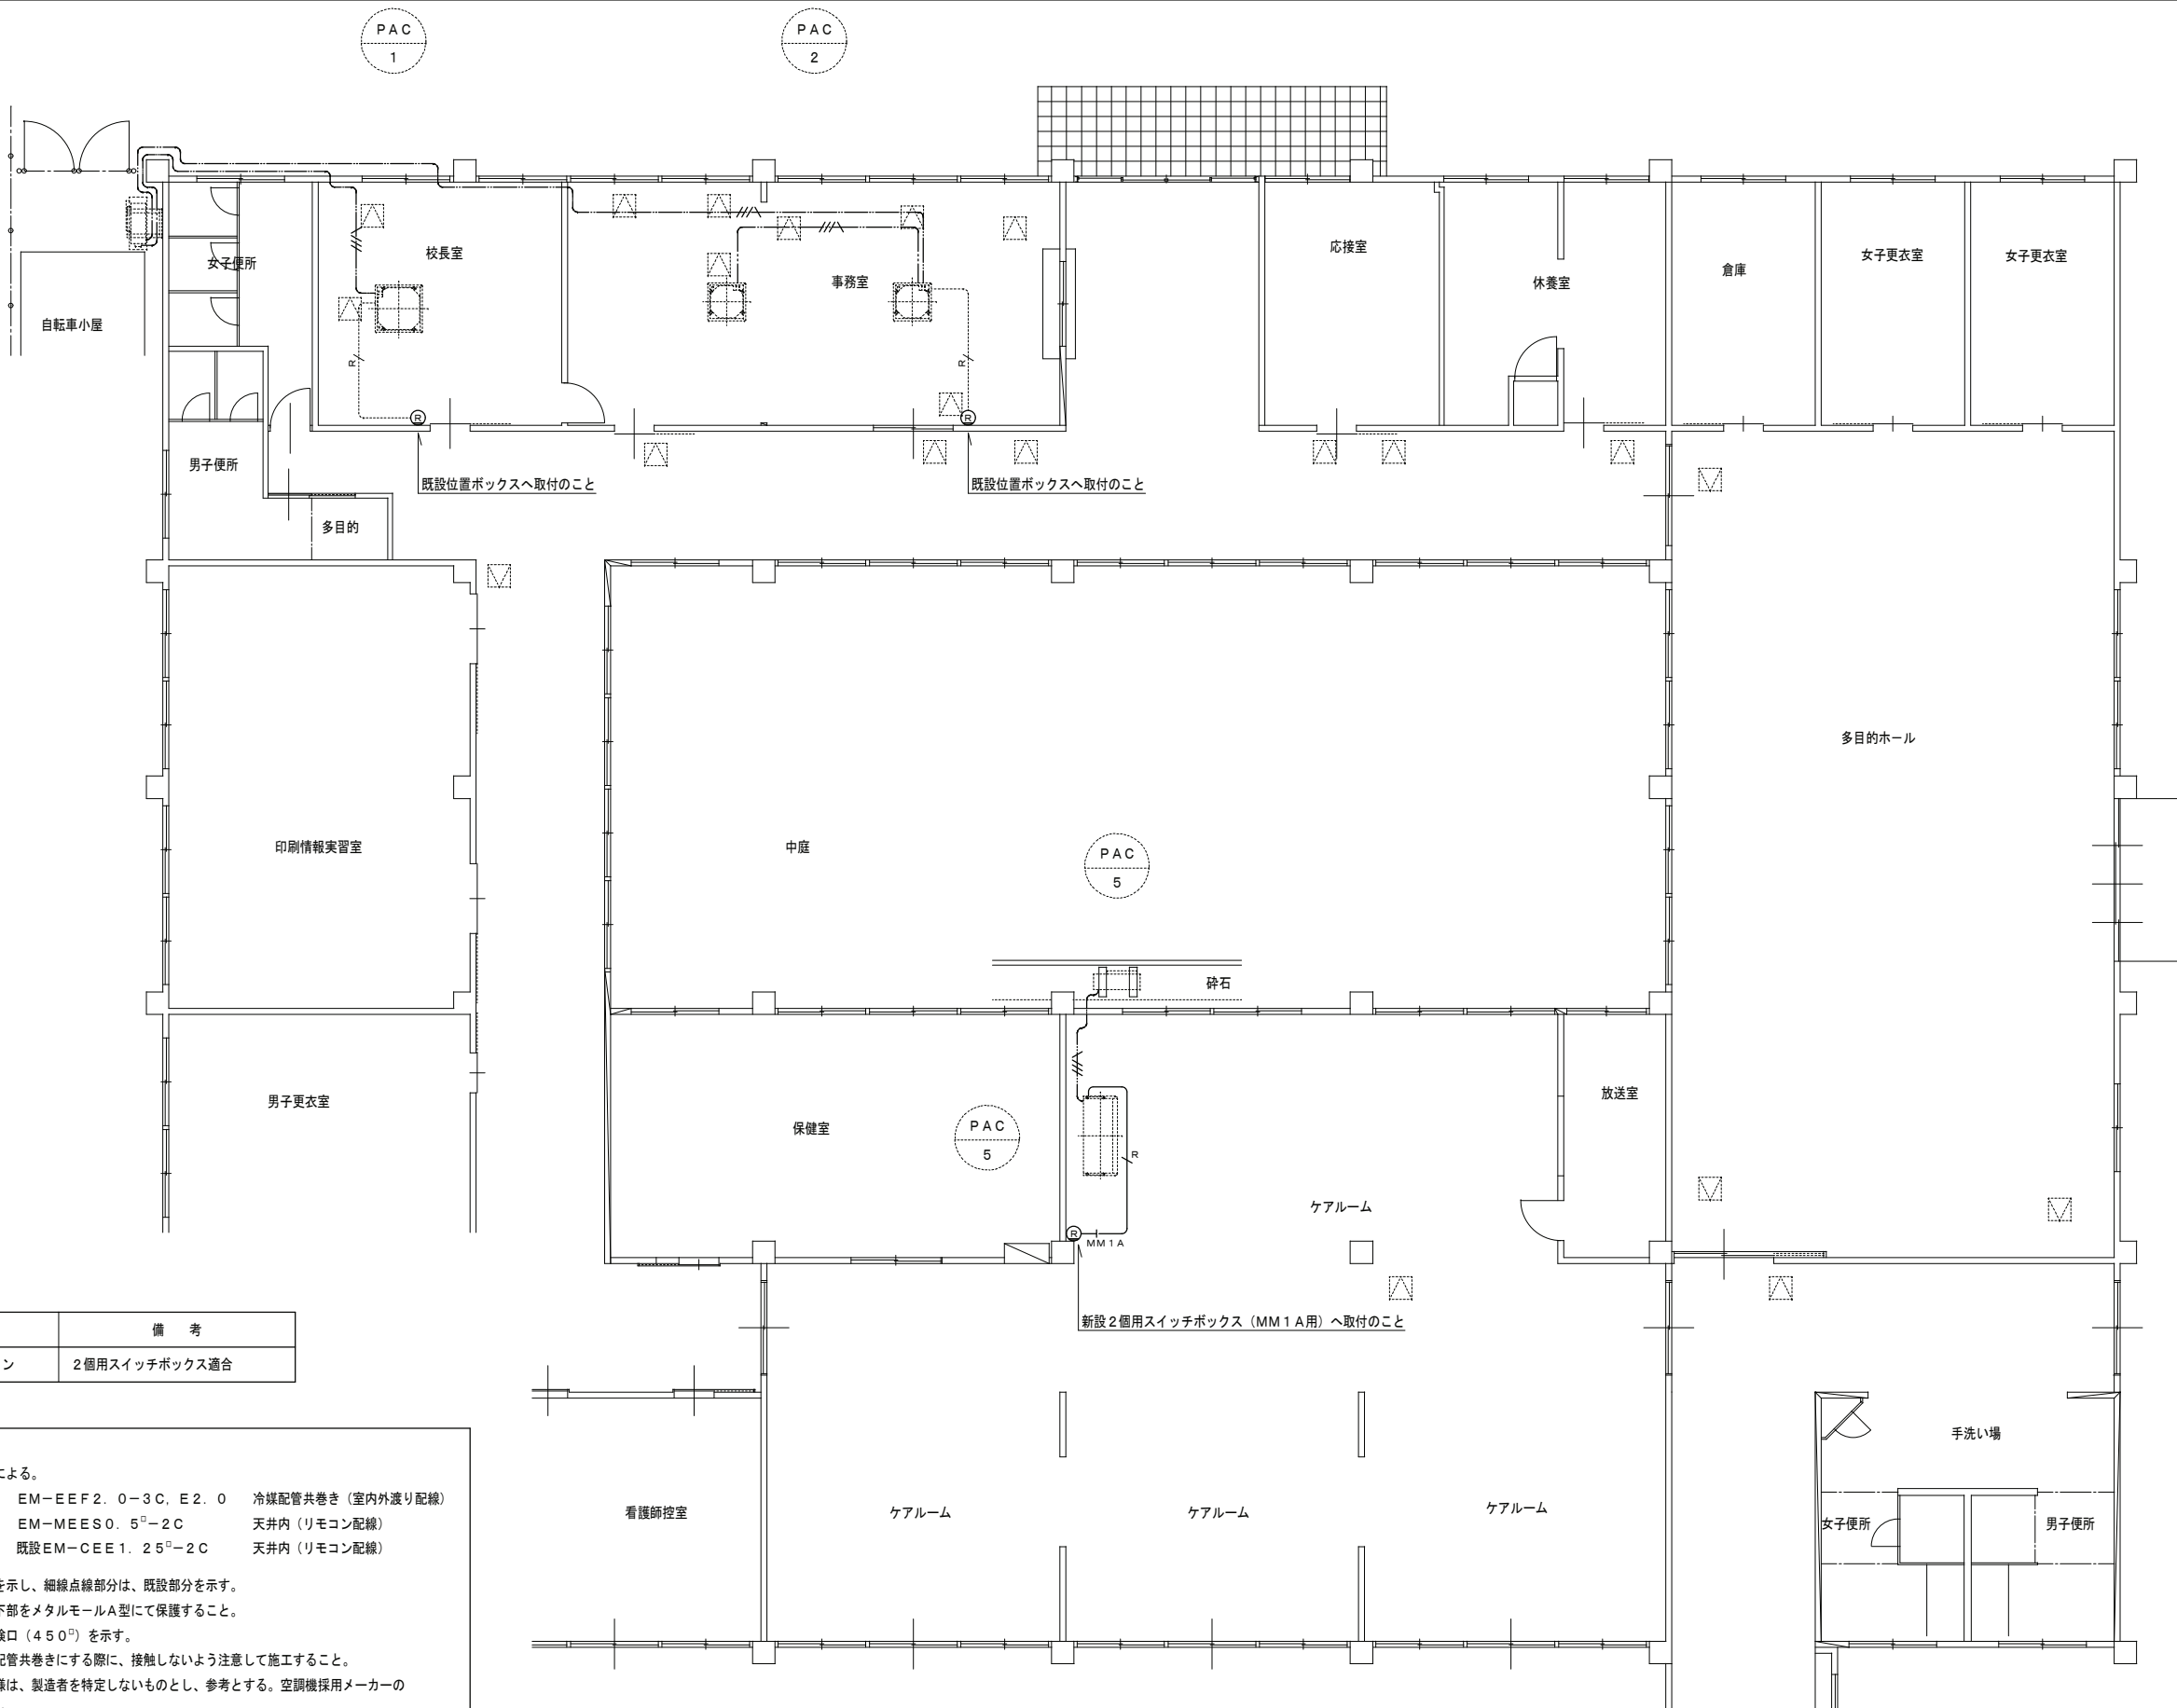 ＰＡＣ
１
ＰＡＣ
２
女子便所
校長室
事務室
応接室
休養室
倉庫
女子更衣室
女子更衣室
自転車小屋
R
R
R
R
男子便所
既設位置ボックスへ取付のこと
既設位置ボックスへ取付のこと
多目的
多目的ホール
印刷情報実習室
中庭
ＰＡＣ
５
砕石
男子更衣室
保健室
ＰＡＣ
５
放送室
R
ケアルーム
R
ＭＭ１Ａ
新設２個用スイッチボックス（ＭＭ１Ａ用）へ取付のこと
備　考
ン　２個用スイッチボックス適合
手洗い場
による。
ＥＭ－ＥＥＦ２．０－３Ｃ，Ｅ２．０　冷媒配管共巻き（室内外渡り配線）
ＥＭ－ＭＥＥＳ０．５□－２Ｃ　天井内（リモコン配線）
既設ＥＭ－ＣＥＥ１．２５□－２Ｃ　天井内（リモコン配線）
看護師控室
ケアルーム
ケアルーム
ケアルーム
女子便所
男子便所
を示し、細線点線部分は、既設部分を示す。
下部をメタルモールＡ型にて保護すること。
検口（４５０□）を示す。
配管共巻きにする際に、接触しないよう注意して施工すること。
様は、製造者を特定しないものとし、参考とする。空調機採用メーカーの